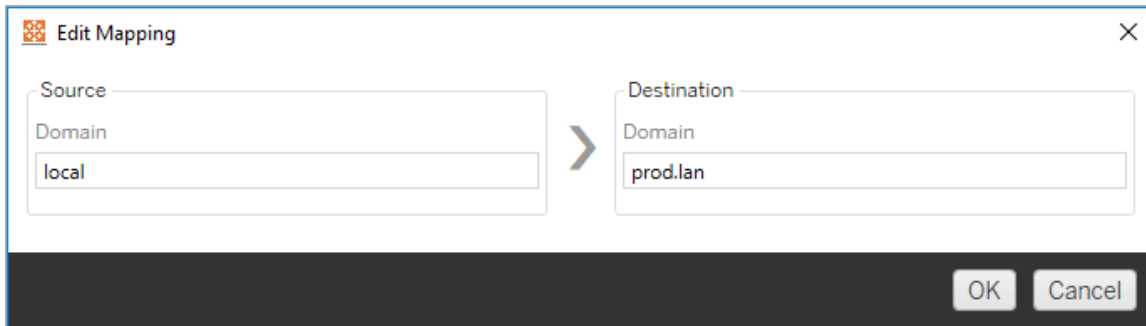 Edit Mapping
Source
Domain
local
Destination
Domain
prod.lan
OK
Cancel